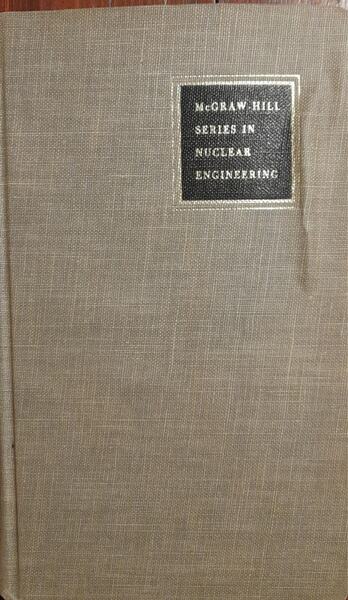 McGRAW-HILL
SERIES IN
NUCLEAR
ENGINEERING